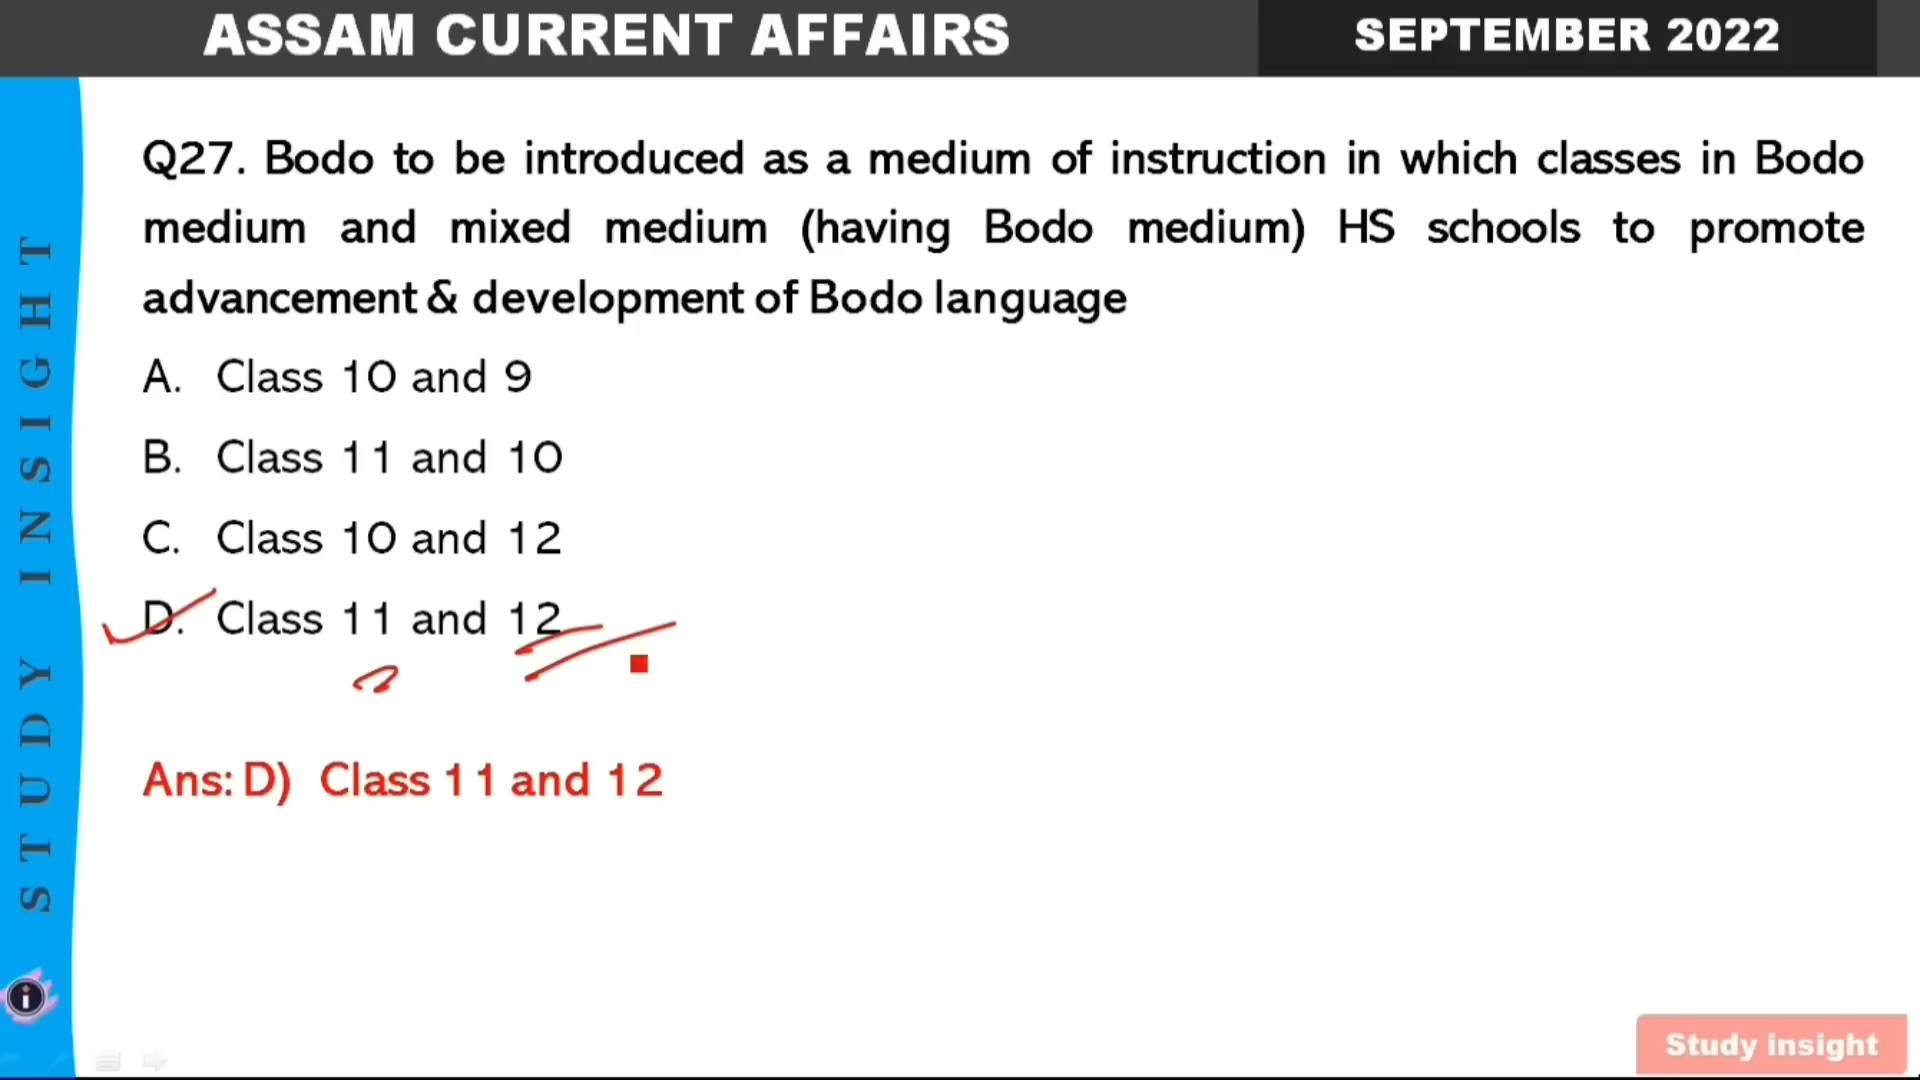 ASSAM CURRENT AFFAIRS
SEPTEMBER 2022
STUDY INSIGHT
Q27. Bodo to be introduced as a medium of instruction in which classes in Bodo
medium and mixed medium (having Bodo medium) HS schools to promote
advancement & development of Bodo language
A. Class 10 and 9
B. Class 11 and 10
C. Class 10 and 12
D. Class 11 and 12
Ans: D) Class 11 and 12
i
Study insight